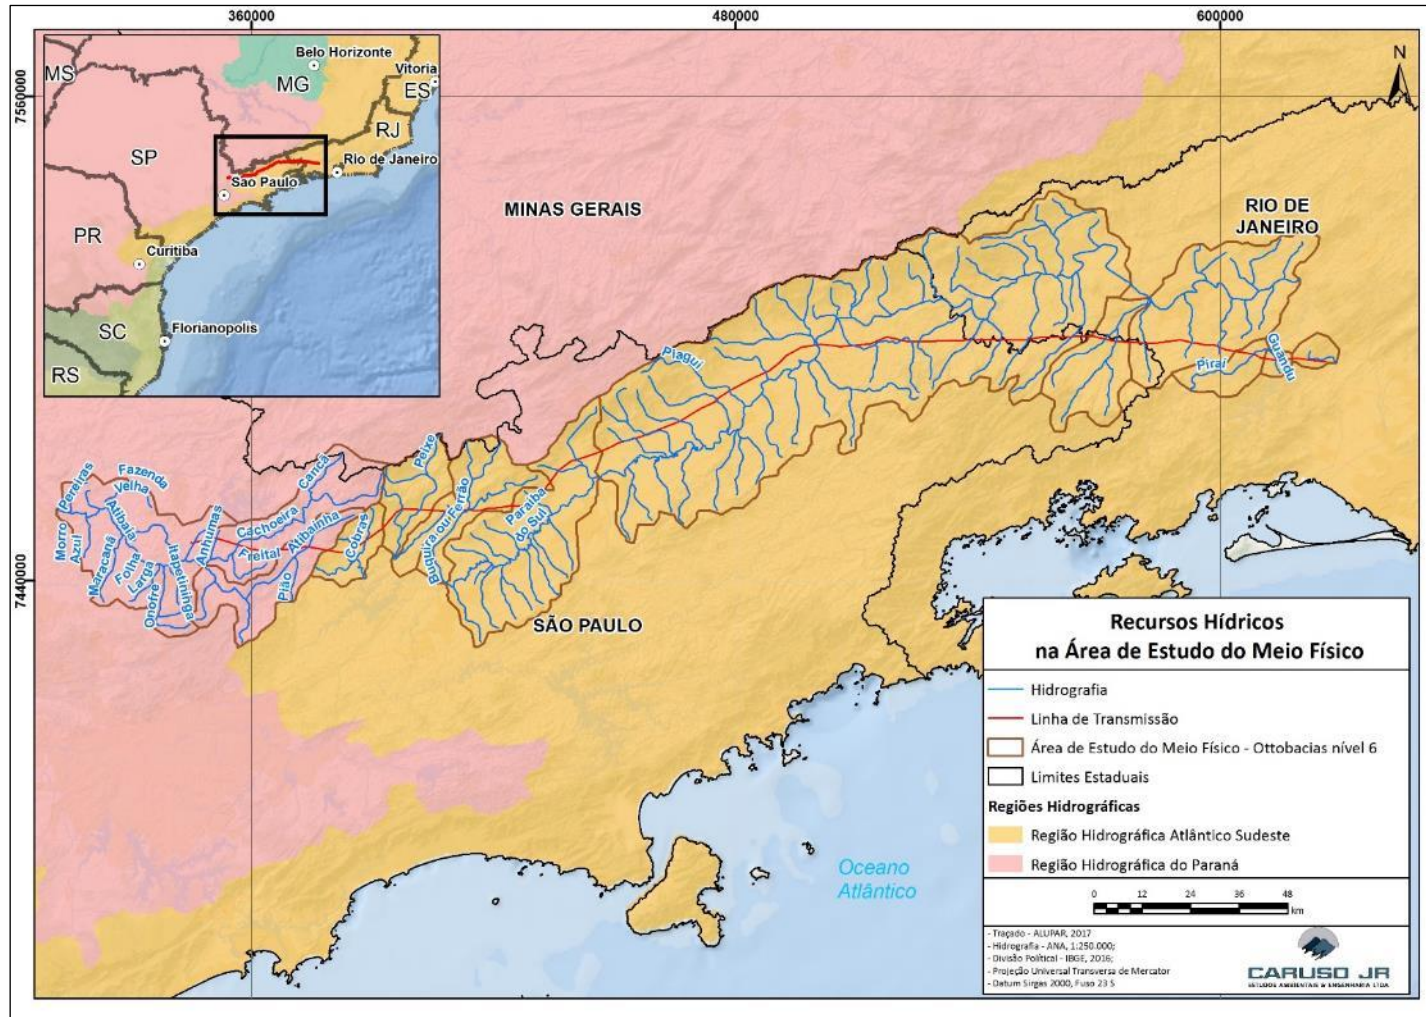 360000
480000
600000
7560000
7440000
N
MS
Belo Horizonte
MG
Vitoria
ES
RJ
SP
Rio de Janeiro
São Paulo
PR
Curitiba
SC
Florianopolis
RS
MINAS GERAIS
RIO DE
JANEIRO
SÃO PAULO
Piagui
Piraí
Guandu
Peixe
Buquira ou Ferrão
Paraíba
do Sul
Cobras
Cancã
Cachoeira
Atibainha
Freital
Pião
Anhumas
Fazenda
Velha
Pereiras
Atibaia
Morro
Azul
Maracanã
Folha
Larga
Onofre
Itapetininga
Oceano
Atlântico
Recursos Hídricos
na Área de Estudo do Meio Físico
Hidrografia
Linha de Transmissão
Área de Estudo do Meio Físico - Ottobacias nível 6
Limites Estaduais
Regiões Hidrográficas
Região Hidrográfica Atlântico Sudeste
Região Hidrográfica do Paraná
0 12 24 36 48
km
- Traçado - ALUPAR, 2017
- Hidrografia - ANA, 1:250.000;
- Divisão Political - IBGE, 2016;
- Projeção Universal Transversa de Mercator
- Datum Sirgas 2000, Fuso 23 S
CARUSO JR
ESTUDOS AMBIENTAIS & ENGENHARIA LTDA